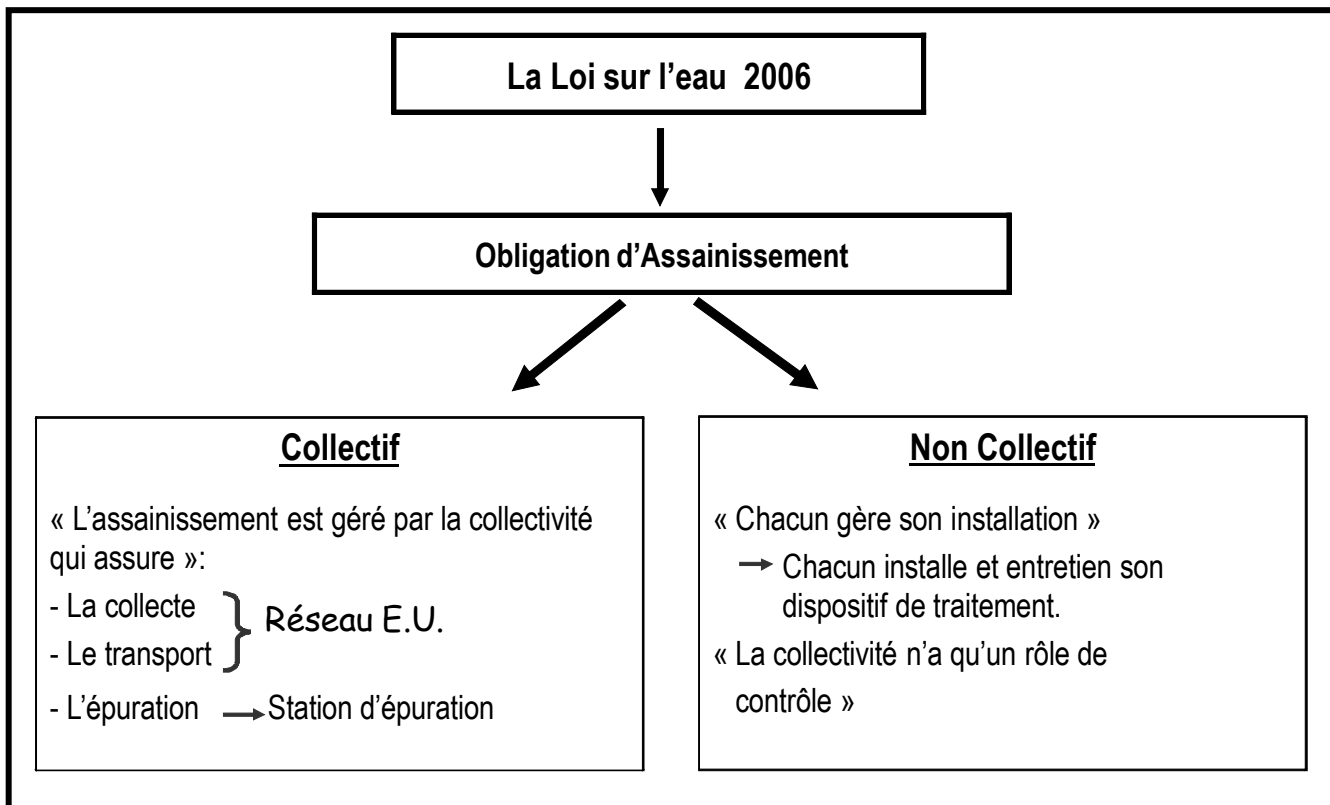 La Loi sur l’eau 2006
Obligation d’Assainissement
Collectif
« L’assainissement est géré par la collectivité
qui assure »:
- La collecte
- Le transport
Réseau E.U.
- L’épuration → Station d’épuration
Non Collectif
« Chacun gère son installation »
→ Chacun installe et entretien son
dispositif de traitement.
« La collectivité n’a qu’un rôle de
contrôle »